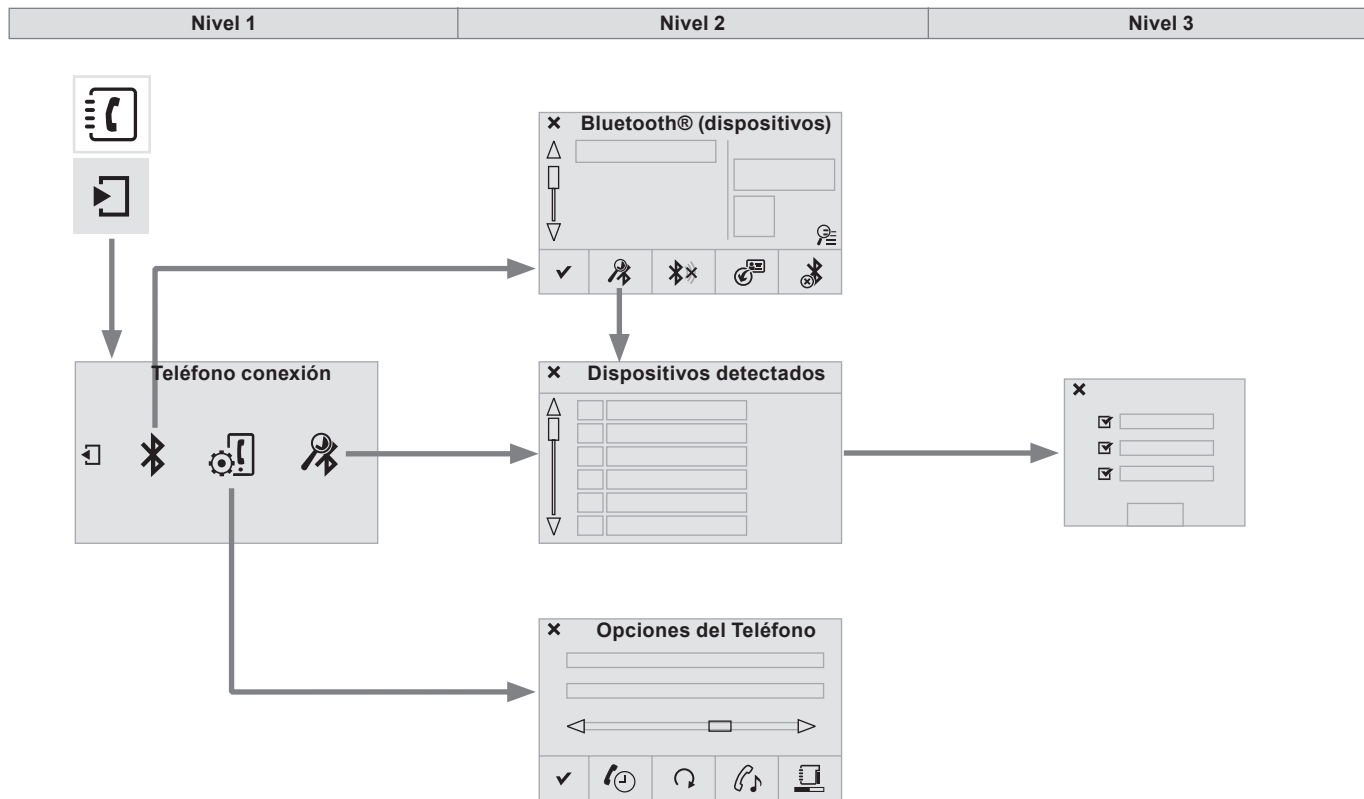 Nivel 1
Nivel 2
Nivel 3
Bluetooth® (dispositivos)
Teléfono conexión
Dispositivos detectados
Opciones del Teléfono